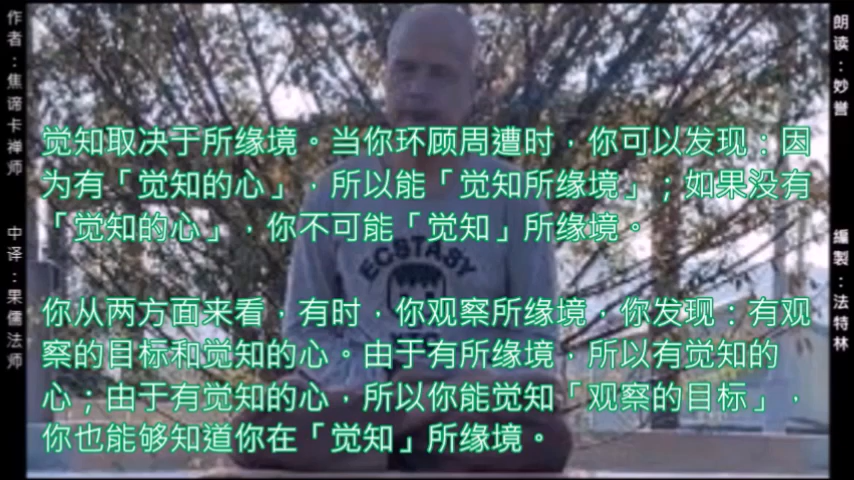 作者：焦谛卡禅师
中译：果儒法师
觉知取决于所缘境。当你环顾周遭时，你可以发现：因
为有「觉知的心」，所以能「觉知所缘境」；如果没有
「觉知的心」，你不可能「觉知」所缘境。
你从两方面来看，有时，你观察所缘境，你发现：有观
察的目标和觉知的心。由于有所缘境，所以有觉知的
心；由于有觉知的心，所以你能觉知「观察的目标」，
你也能够知道你在「觉知」所缘境。
ECSTASY
朗读：妙誉
编製：法特林